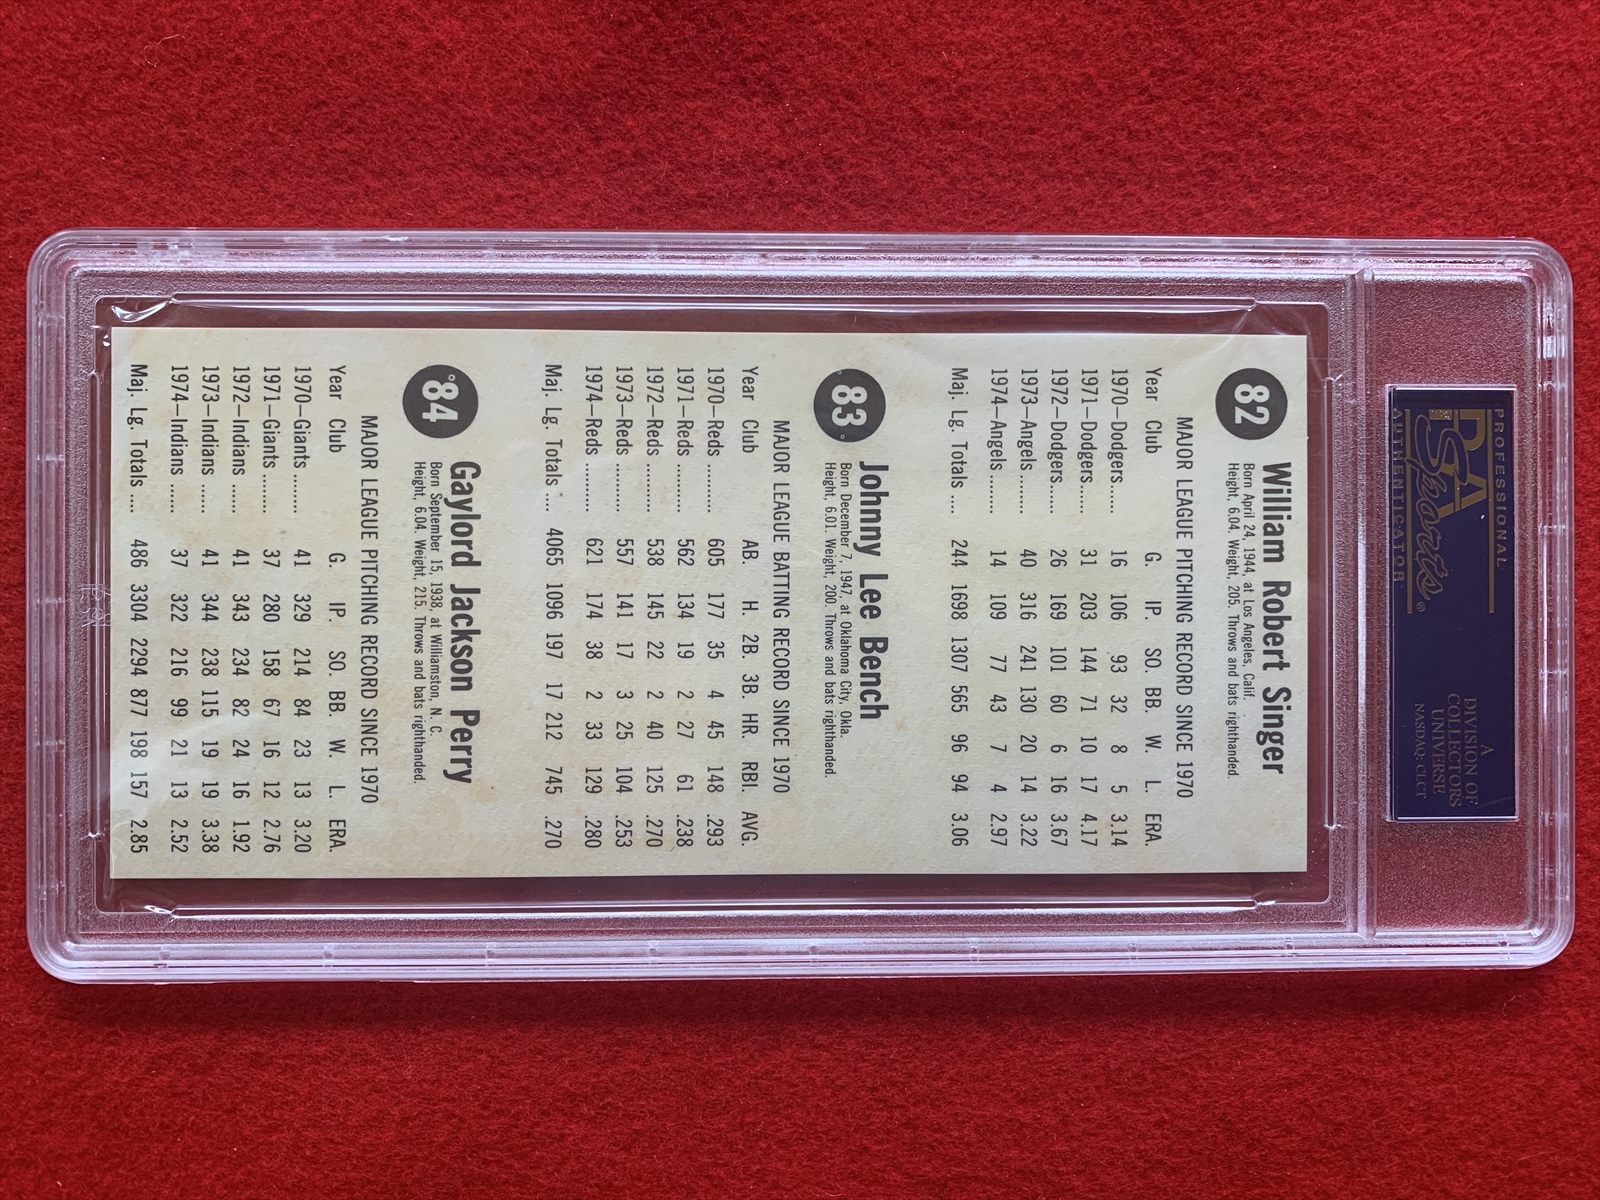 PROFESSIONAL
PSA
Sports®
AUTHENTICATOR
A
DIVISION OF
COLLECTORS
UNIVERSE
NASDAQ: CLCT
82 William Robert Singer
Born April 24, 1944, at Los Angeles, Calif.
Height, 6.04. Weight, 205. Throws and bats righthanded.
MAJOR LEAGUE PITCHING RECORD SINCE 1970
Year Club G. IP. SO. BB. W. L. ERA.
1970—Dodgers...... 16 106 93 32 8 5 3.14
1971—Dodgers...... 31 203 144 71 10 17 4.17
1972—Dodgers...... 26 169 101 60 6 16 3.67
1973—Angels ........ 40 316 241 130 20 14 3.22
1974—Angels........ 14 109 77 43 7 4 2.97
Maj. Lg. Totals .... 244 1698 1307 565 96 94 3.06
83 Johnny Lee Bench
Born December 7, 1947, at Oklahoma City, Okla.
Height, 6.01. Weight, 200. Throws and bats righthanded.
MAJOR LEAGUE BATTING RECORD SINCE 1970
Year Club AB. H. 2B. 3B. HR. RBI. AVG.
1970—Reds .......... 605 177 35 4 45 148 .293
1971—Reds .......... 562 134 19 2 27 61 .238
1972—Reds .......... 538 145 22 2 40 125 .270
1973—Reds .......... 557 141 17 3 25 104 .253
1974—Reds .......... 621 174 38 2 33 129 .280
Maj. Lg. Totals .... 4065 1096 197 17 212 745 .270
84 Gaylord Jackson Perry
Born September 15, 1938, at Williamston, N. C.
Height, 6.04. Weight, 215. Throws and bats righthanded.
MAJOR LEAGUE PITCHING RECORD SINCE 1970
Year Club G. IP. SO. BB. W. L. ERA.
1970—Giants ........ 41 329 214 84 23 13 3.20
1971—Giants ........ 37 280 158 67 16 12 2.76
1972—Indians ...... 41 343 234 82 24 16 1.92
1973—Indians ...... 41 344 238 115 19 19 3.38
1974—Indians ...... 37 322 216 99 21 13 2.52
Maj. Lg. Totals .... 486 3304 2294 877 198 157 2.85